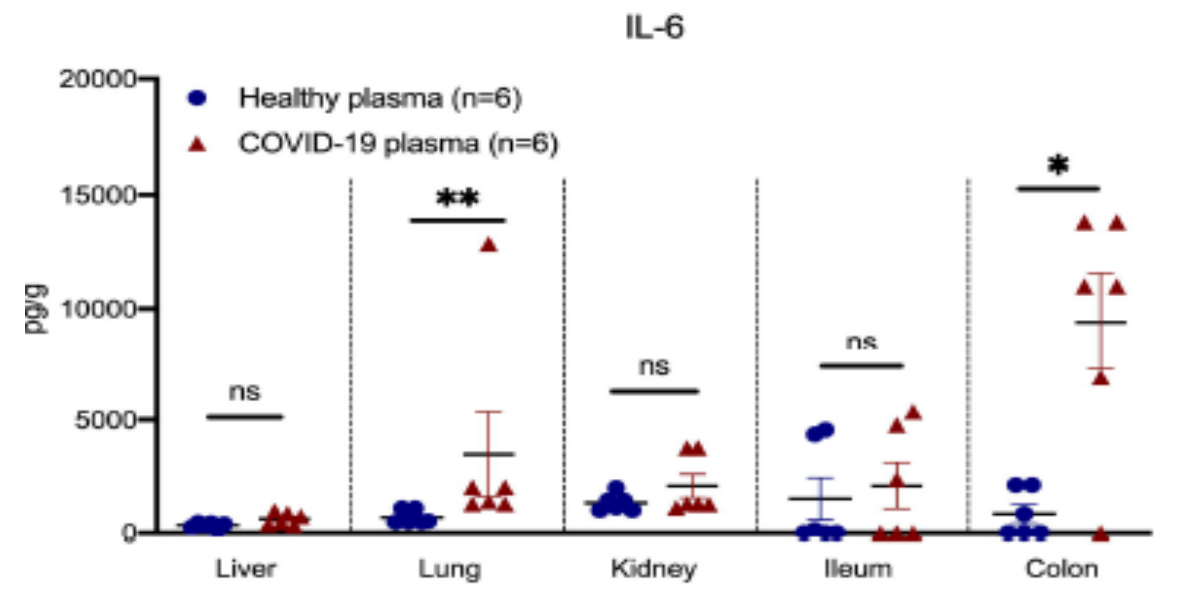 IL-6
20000
Healthy plasma (n=6)
COVID-19 plasma (n=6)
15000
**
*
10000
pg/g
ns
ns
ns
5000
0
Liver Lung Kidney Ileum Colon